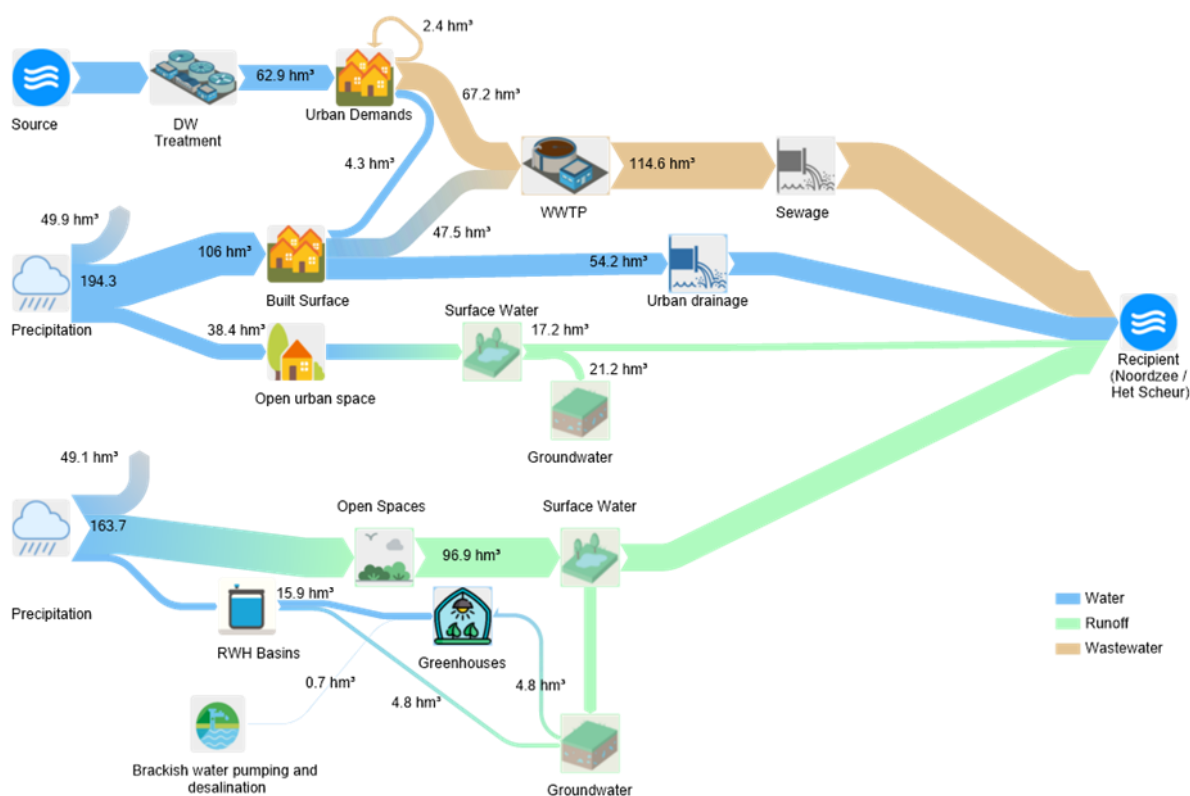 2.4 hm³
62.9 hm³
67.2 hm³
Source
DW
Treatment
Urban Demands
4.3 hm³
114.6 hm³
WWTP
Sewage
49.9 hm³
47.5 hm³
106 hm³
194.3
54.2 hm³
Precipitation
Built Surface
Urban drainage
Surface Water
38.4 hm³
17.2 hm³
21.2 hm³
Open urban space
Recipient
(Noordzee /
Het Scheur)
Groundwater
49.1 hm³
Open Spaces
Surface Water
163.7
96.9 hm³
Precipitation
15.9 hm³
RWH Basins
Greenhouses
0.7 hm³
4.8 hm³
4.8 hm³
Brackish water pumping and
desalination
Groundwater
Water
Runoff
Wastewater